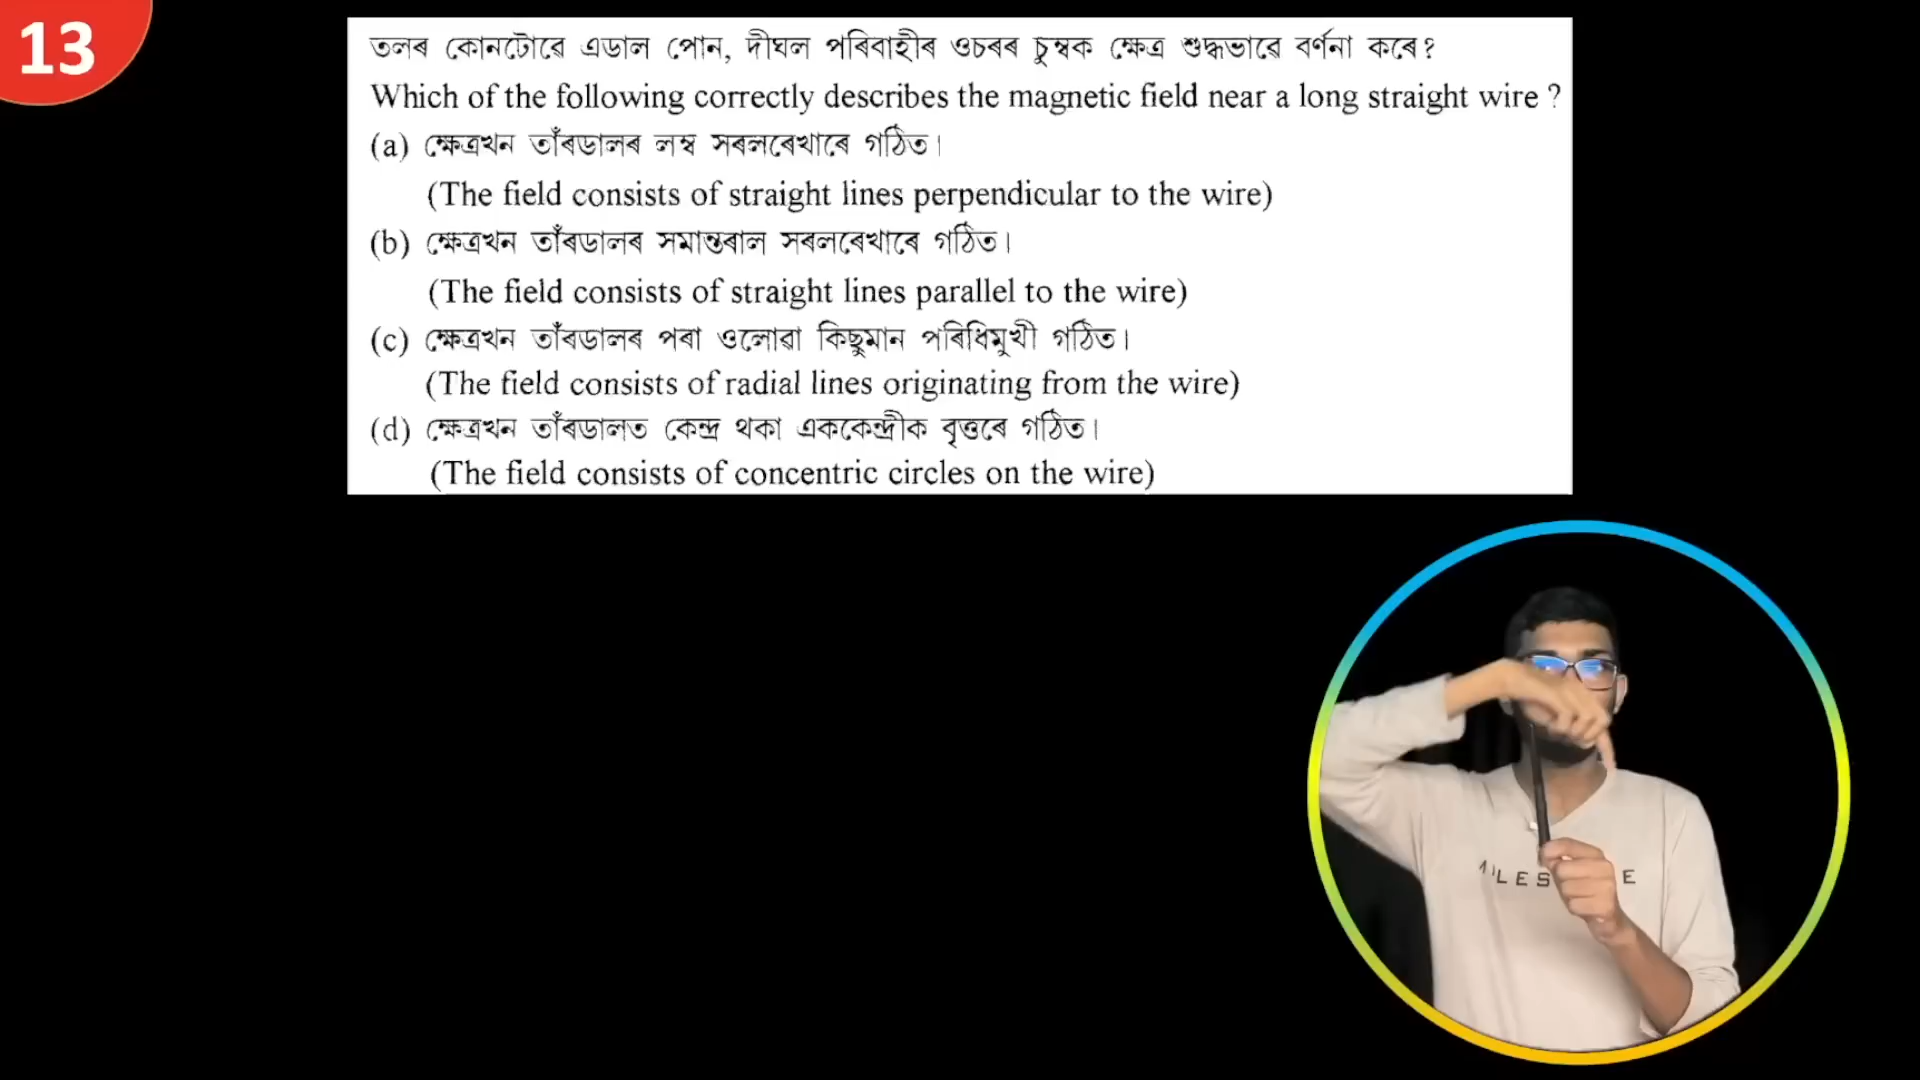 13
তলৰ কোনটোৱে এডাল পোন, দীঘল পৰিবাহীৰ ওচৰৰ চুম্বক ক্ষেত্ৰ শুদ্ধভাৱে বৰ্ণনা কৰে?
Which of the following correctly describes the magnetic field near a long straight wire ?
(a) ক্ষেত্ৰখন তাঁৰডালৰ লম্ব সৰলৰেখাৰে গঠিত।
(The field consists of straight lines perpendicular to the wire)
(b) ক্ষেত্ৰখন তাঁৰডালৰ সমান্তৰাল সৰলৰেখাৰে গঠিত।
(The field consists of straight lines parallel to the wire)
(c) ক্ষেত্ৰখন তাঁৰডালৰ পৰা ওলোৱা কিছুমান পৰিধিমুখী গঠিত।
(The field consists of radial lines originating from the wire)
(d) ক্ষেত্ৰখন তাঁৰডালত কেন্দ্ৰ থকা এককেন্দ্ৰীক বৃত্তৰে গঠিত।
(The field consists of concentric circles on the wire)